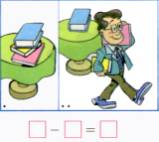 □ - □ = □